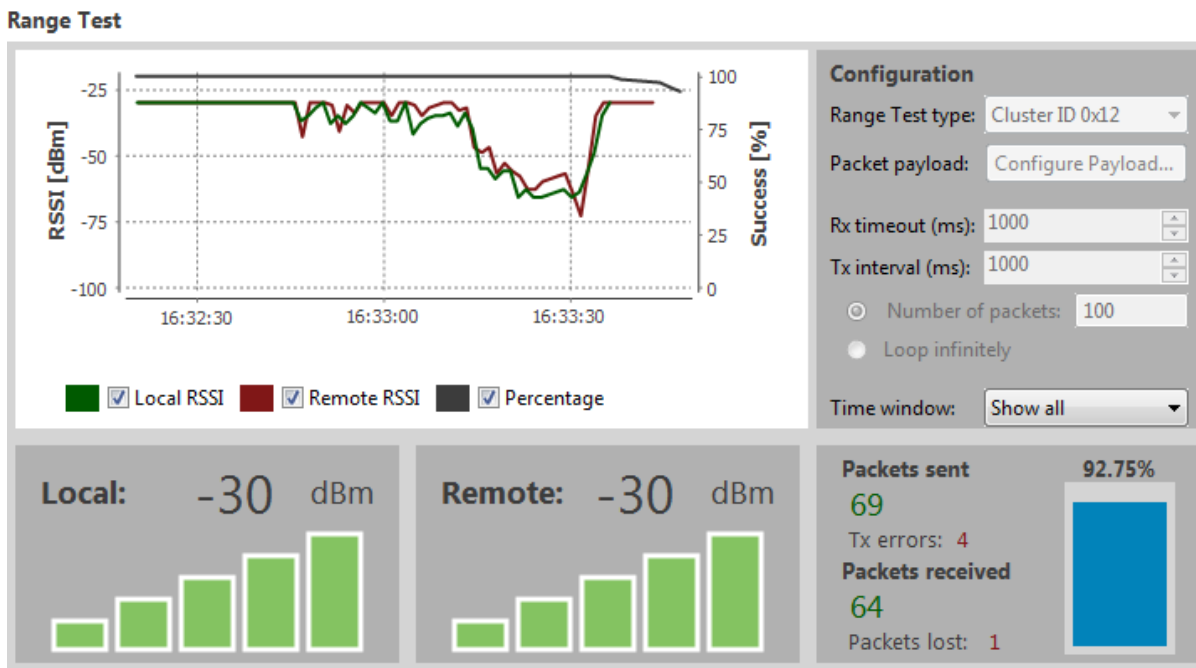 Range Test
-25
-50
-75
-100
RSSI [dBm]
100
75
50
25
0
Success [%]
16:32:30 16:33:00 16:33:30
Local RSSI Remote RSSI Percentage
Configuration
Range Test type: Cluster ID 0x12
Packet payload: Configure Payload...
Rx timeout (ms): 1000
Tx interval (ms): 1000
Number of packets: 100
Loop infinitely
Time window: Show all
Local: -30 dBm
Remote: -30 dBm
Packets sent 92.75%
69
Tx errors: 4
Packets received
64
Packets lost: 1